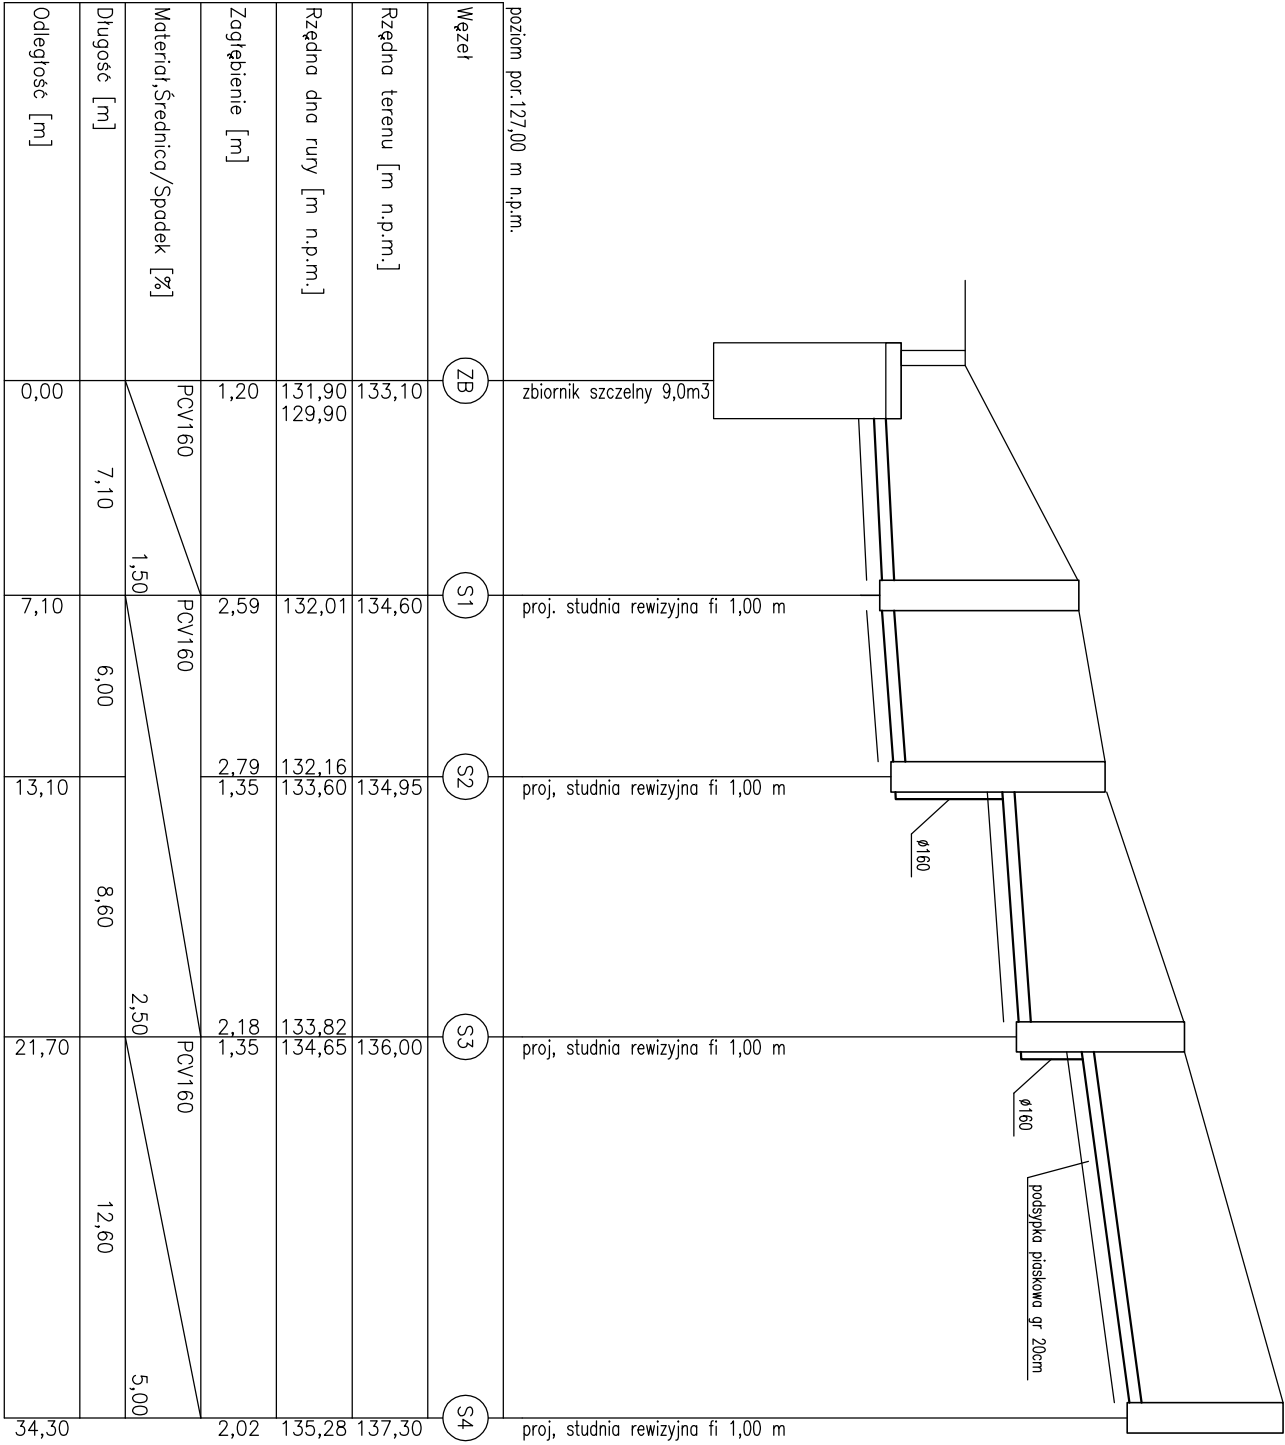 poziom por.127,00 m n.p.m.
Węzeł
Rzędna terenu [m n.p.m.]
Rzędna dna rury [m n.p.m.]
Zagłębienie [m]
Materiał,Średnica/Spadek [%]
Długość [m]
Odległość [m]
ZB
zbiornik szczelny 9,0m3
133,10
131,90
129,90
1,20
PCV160
0,00
7,10
1,50
S1
proj. studnia rewizyjna fi 1,00 m
134,60
132,01
2,59
PCV160
7,10
6,00
S2
proj, studnia rewizyjna fi 1,00 m
134,95
132,16
133,60
2,79
1,35
13,10
ø160
8,60
2,50
S3
proj, studnia rewizyjna fi 1,00 m
136,00
133,82
134,65
2,18
1,35
PCV160
21,70
ø160
podsypka piaskowa gr 20cm
12,60
5,00
S4
proj, studnia rewizyjna fi 1,00 m
137,30
135,28
2,02
34,30